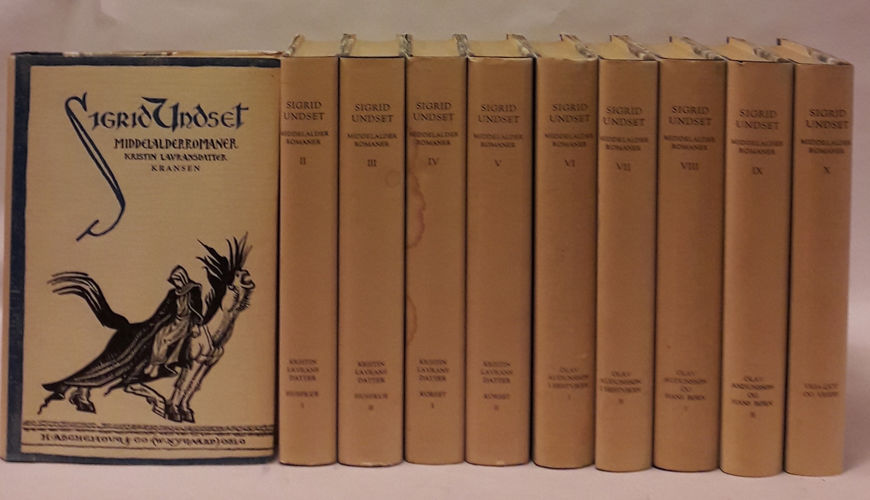 SIGRID UNDSET
MIDDELALDERROMANER
KRISTIN LAVRANSDATTER
KRANSEN
H. ASCHEHOUG & CO (W. NYGAARD) OSLO
SIGRID
UNDSET
MIDDELALDER
ROMANER
II
KRISTIN
LAVRANS
DATTER
HUSFRUE
I
SIGRID
UNDSET
MIDDELALDER
ROMANER
III
KRISTIN
LAVRANS
DATTER
HUSFRUE
II
SIGRID
UNDSET
MIDDELALDER
ROMANER
IV
KRISTIN
LAVRANS
DATTER
KORSET
I
SIGRID
UNDSET
MIDDELALDER
ROMANER
V
KRISTIN
LAVRANS
DATTER
KORSET
II
SIGRID
UNDSET
MIDDELALDER
ROMANER
VI
OLAV
AUDUNSSØN
I HESTVIKEN
I
SIGRID
UNDSET
MIDDELALDER
ROMANER
VII
OLAV
AUDUNSSØN
I HESTVIKEN
II
SIGRID
UNDSET
MIDDELALDER
ROMANER
VIII
OLAV
AUDUNSSØN
OG
HANS BØRN
I
SIGRID
UNDSET
MIDDELALDER
ROMANER
IX
OLAV
AUDUNSSØN
OG
HANS BØRN
II
SIGRID
UNDSET
MIDDELALDER
ROMANER
X
OG VIGDIS